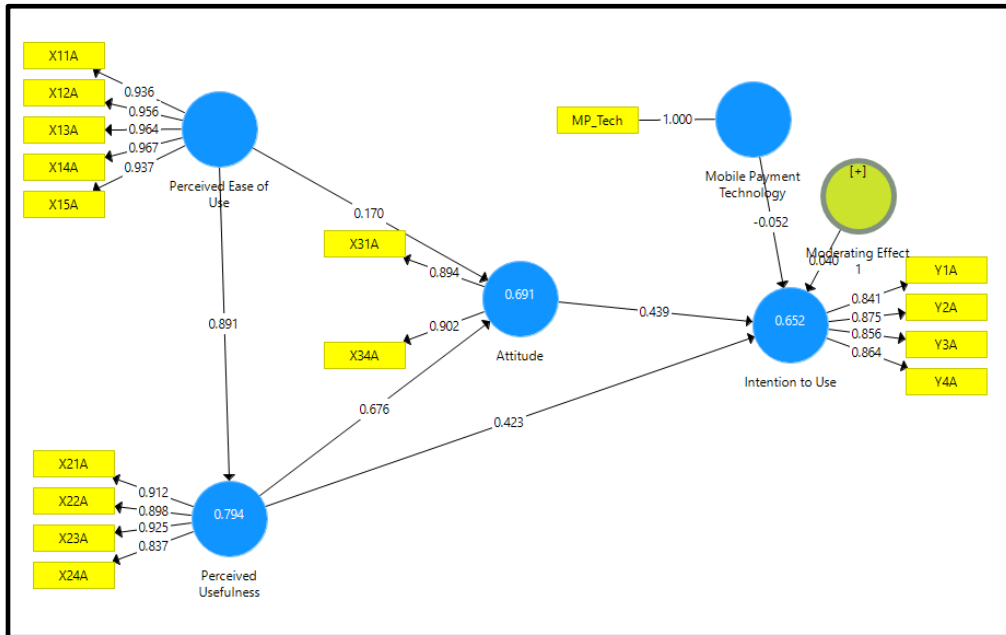 X11A
X12A
X13A
X14A
X15A
0.936
0.956
0.964
0.967
0.937
Perceived Ease of
Use
MP_Tech
1.000
Mobile Payment
Technology
[+]
Moderating Effect
1
-0.052
0.040
0.170
X31A
0.894
X34A
0.902
0.691
Attitude
0.891
0.676
0.439
0.423
0.652
Intention to Use
0.841
0.875
0.856
0.864
Y1A
Y2A
Y3A
Y4A
X21A
X22A
X23A
X24A
0.912
0.898
0.925
0.837
0.794
Perceived
Usefulness